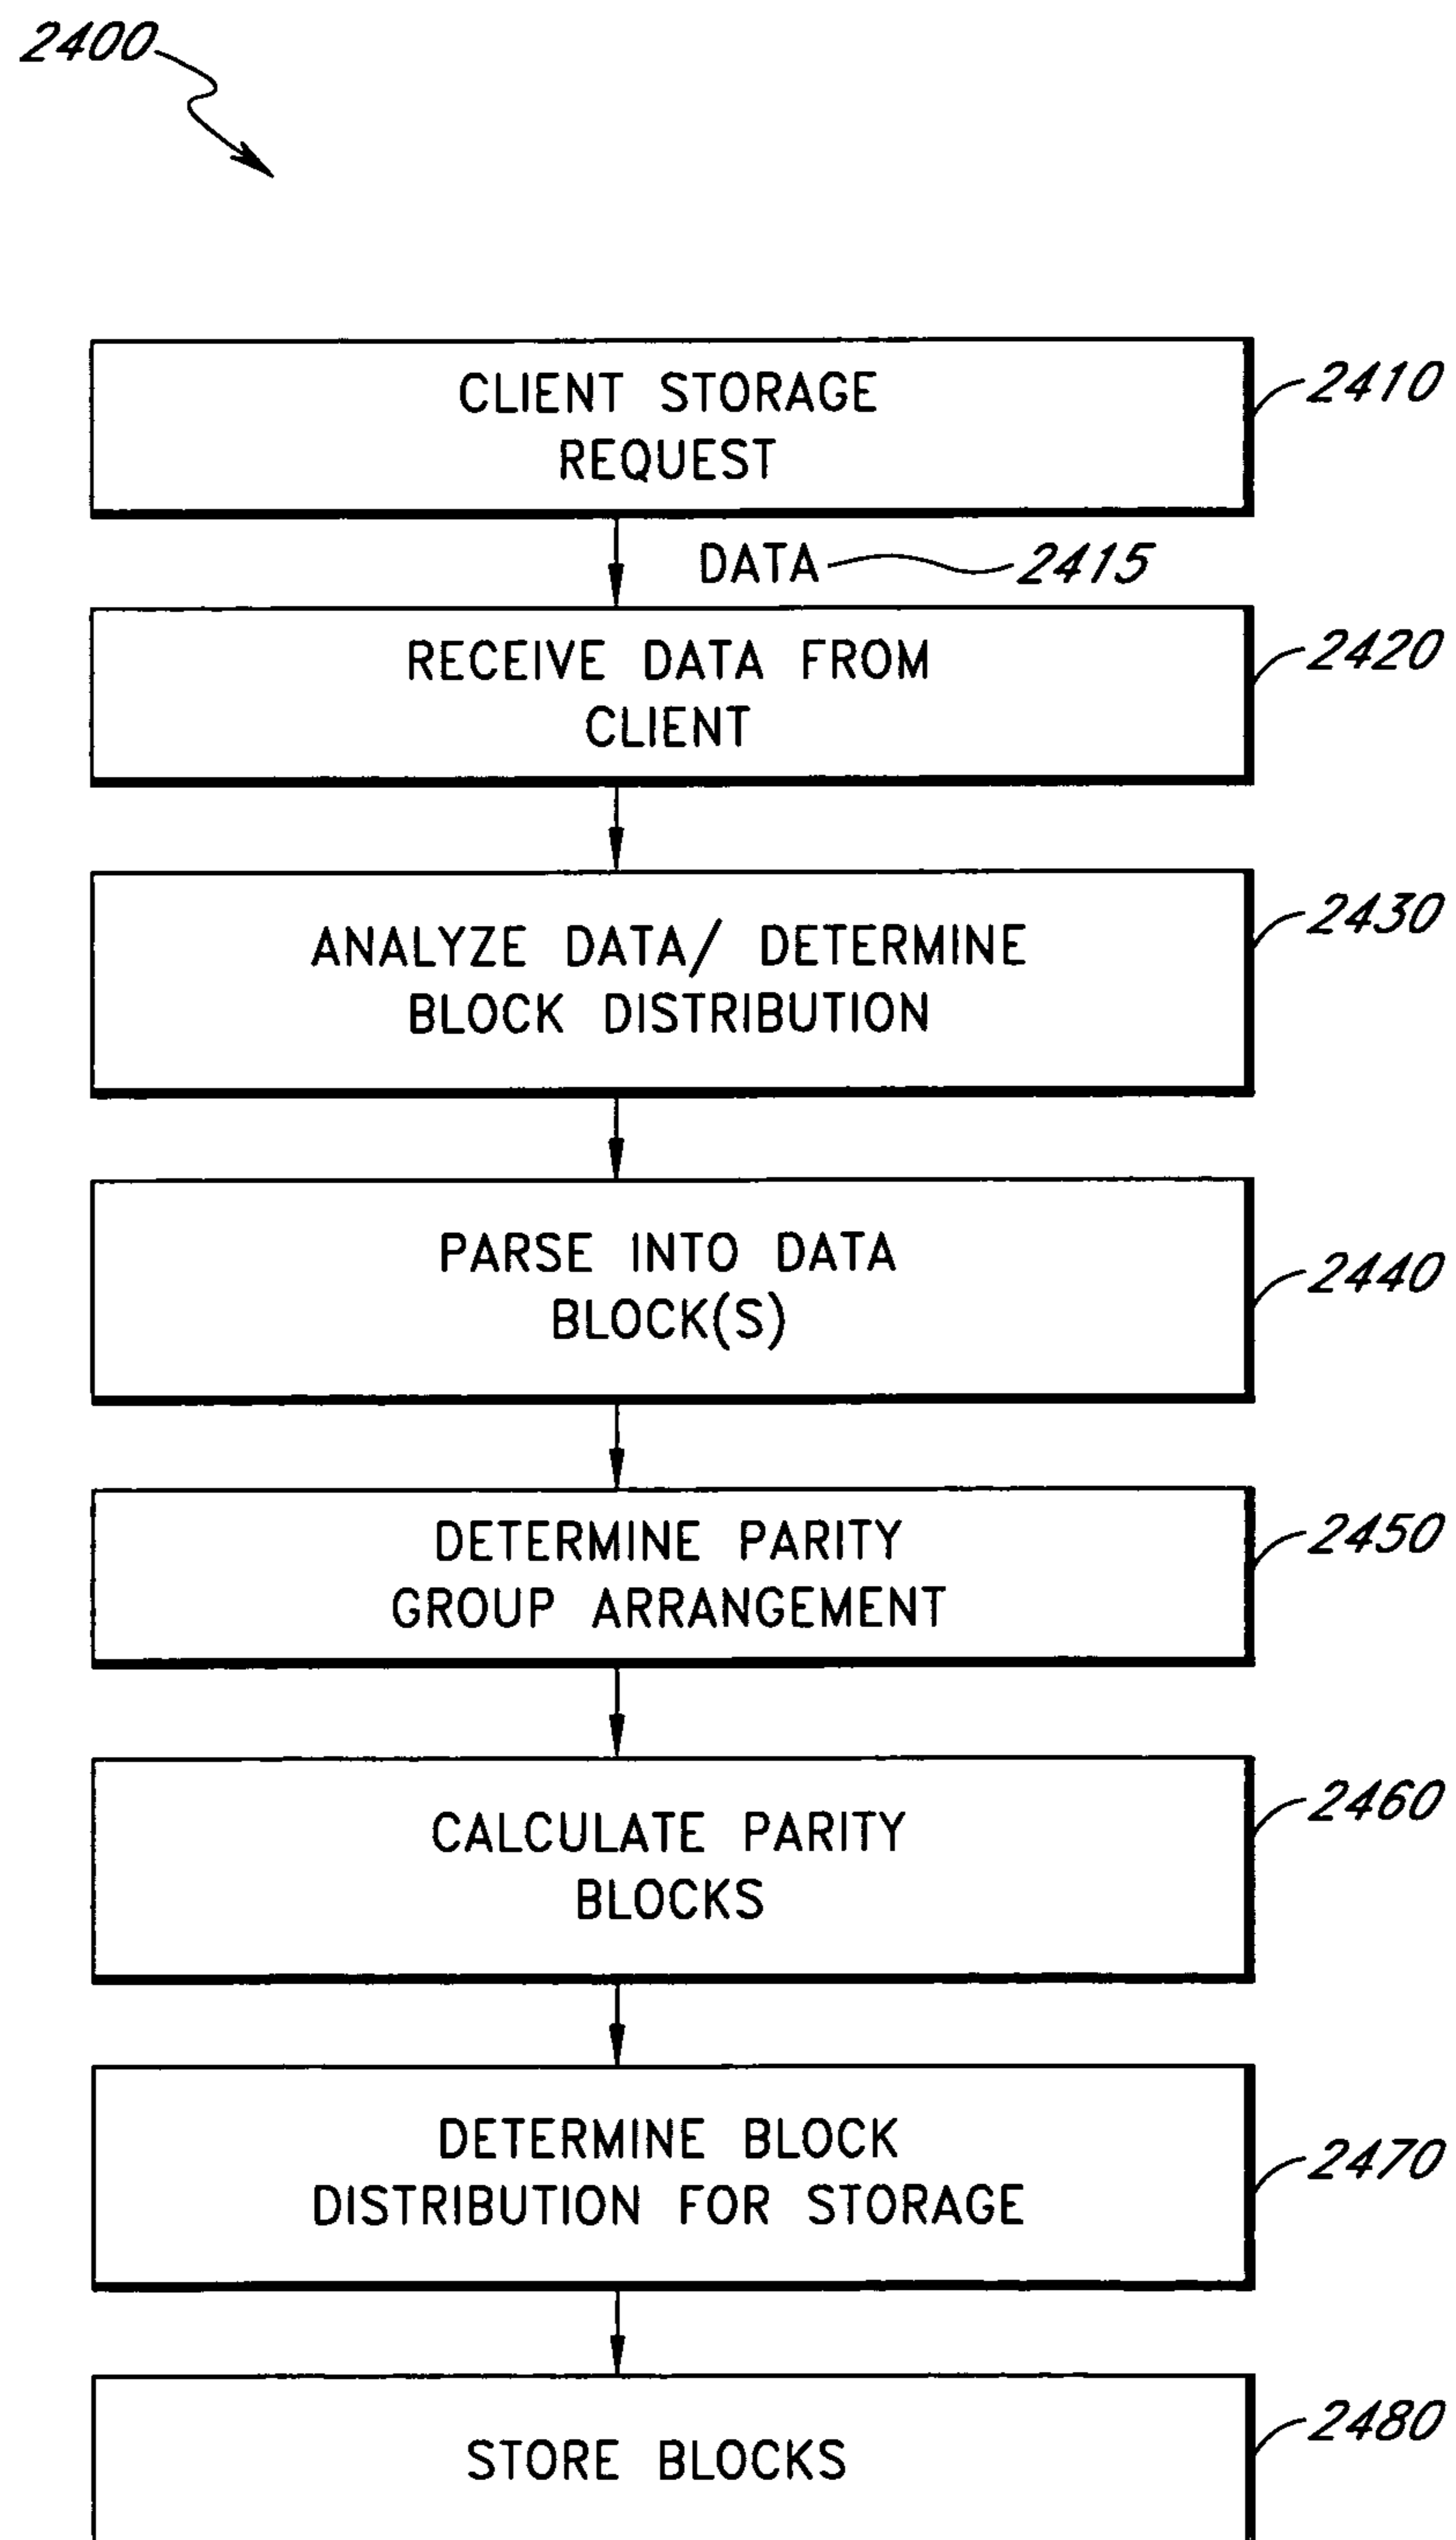 2400
CLIENT STORAGE
REQUEST
2410
DATA 2415
RECEIVE DATA FROM
CLIENT
2420
ANALYZE DATA/ DETERMINE
BLOCK DISTRIBUTION
2430
PARSE INTO DATA
BLOCK(S)
2440
DETERMINE PARITY
GROUP ARRANGEMENT
2450
CALCULATE PARITY
BLOCKS
2460
DETERMINE BLOCK
DISTRIBUTION FOR STORAGE
2470
STORE BLOCKS
2480